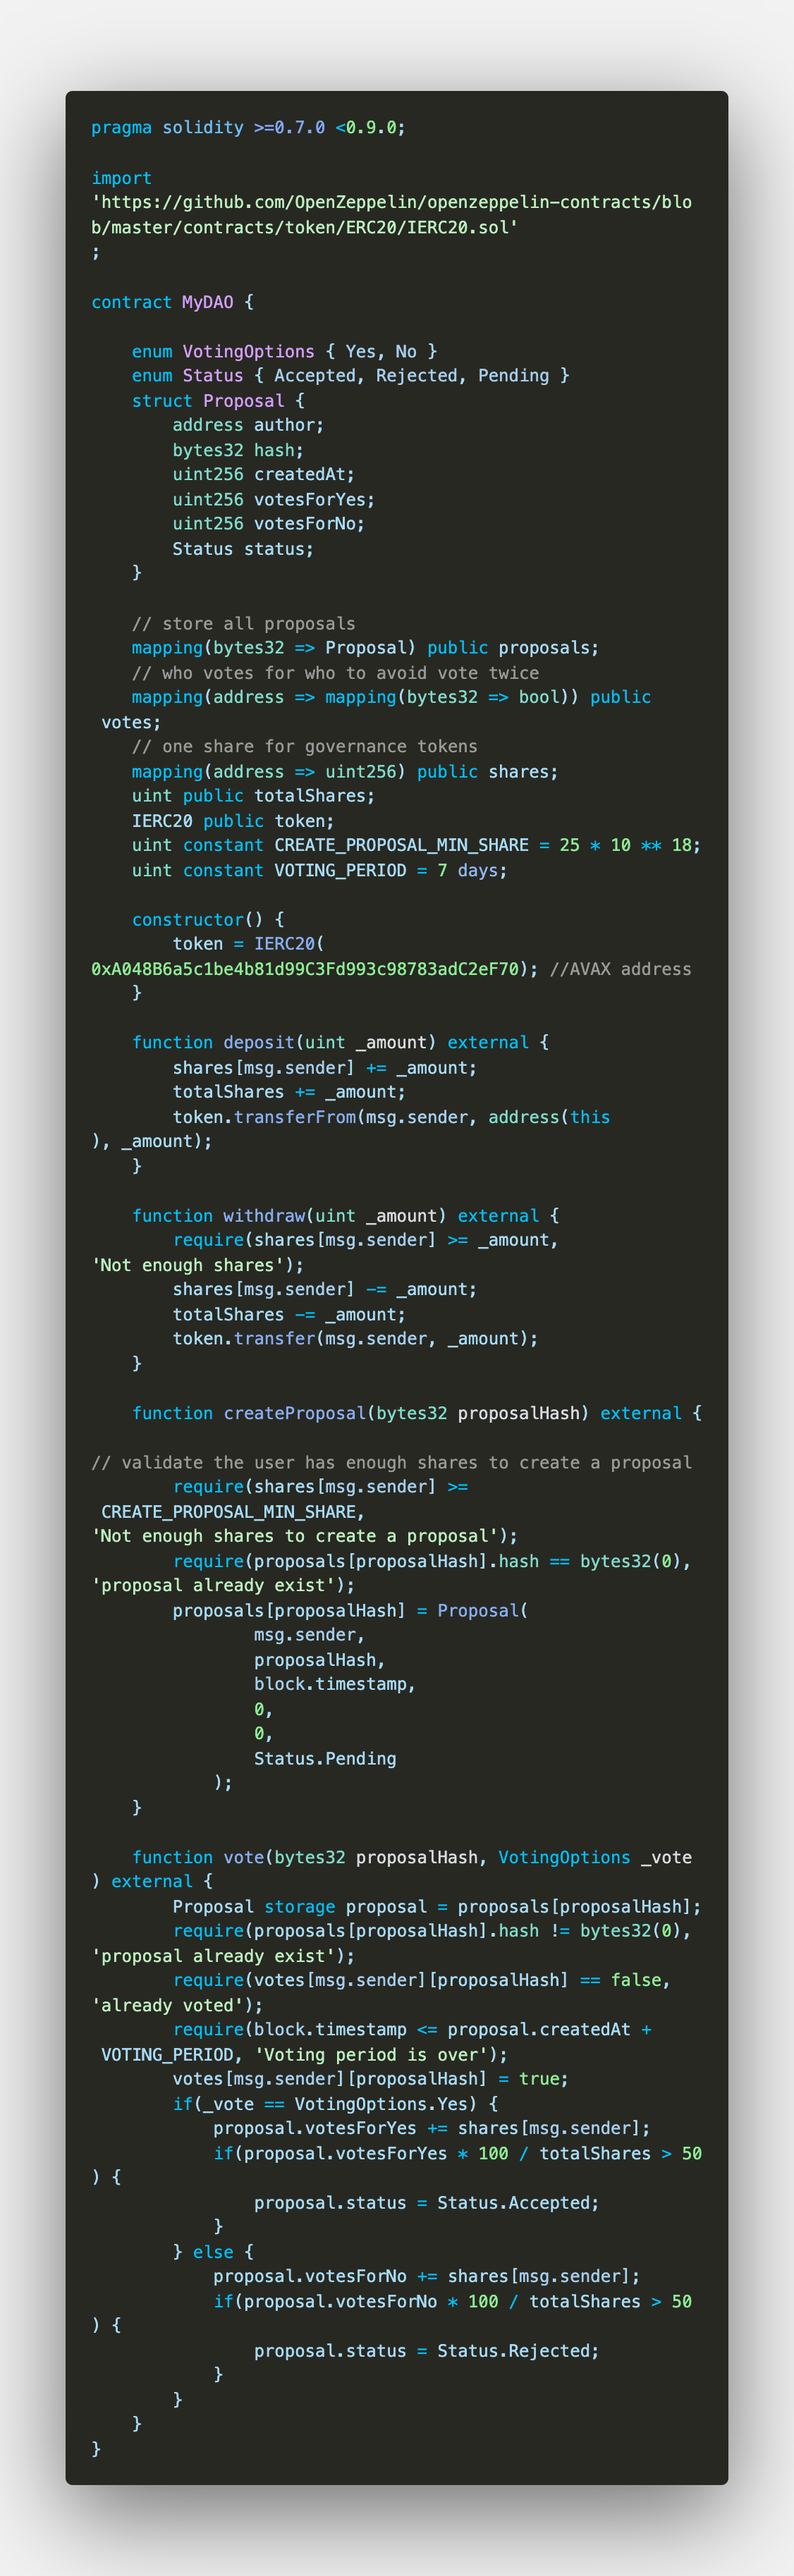 pragma solidity >=0.7.0 <0.9.0;
import
'https://github.com/OpenZeppelin/openzeppelin-contracts/blo
b/master/contracts/token/ERC20/IERC20.sol'
;
contract MyDAO {
enum VotingOptions { Yes, No }
enum Status { Accepted, Rejected, Pending }
struct Proposal {
address author;
bytes32 hash;
uint256 createdAt;
uint256 votesForYes;
uint256 votesForNo;
Status status;
}
// store all proposals
mapping(bytes32 => Proposal) public proposals;
// who votes for who to avoid vote twice
mapping(address => mapping(bytes32 => bool)) public
votes;
// one share for governance tokens
mapping(address => uint256) public shares;
uint public totalShares;
IERC20 public token;
uint constant CREATE_PROPOSAL_MIN_SHARE = 25 * 10 ** 18;
uint constant VOTING_PERIOD = 7 days;
constructor() {
token = IERC20(
0xA048B6a5c1be4b81d99C3Fd993c98783adC2eF70); //AVAX address
}
function deposit(uint _amount) external {
shares[msg.sender] += _amount;
totalShares += _amount;
token.transferFrom(msg.sender, address(this
), _amount);
}
function withdraw(uint _amount) external {
require(shares[msg.sender] >= _amount,
'Not enough shares');
shares[msg.sender] -= _amount;
totalShares -= _amount;
token.transfer(msg.sender, _amount);
}
function createProposal(bytes32 proposalHash) external {
// validate the user has enough shares to create a proposal
require(shares[msg.sender] >=
CREATE_PROPOSAL_MIN_SHARE,
'Not enough shares to create a proposal');
require(proposals[proposalHash].hash == bytes32(0),
'proposal already exist');
proposals[proposalHash] = Proposal(
msg.sender,
proposalHash,
block.timestamp,
0,
0,
Status.Pending
);
}
function vote(bytes32 proposalHash, VotingOptions _vote
) external {
Proposal storage proposal = proposals[proposalHash];
require(proposals[proposalHash].hash != bytes32(0),
'proposal already exist');
require(votes[msg.sender][proposalHash] == false,
'already voted');
require(block.timestamp <= proposal.createdAt +
VOTING_PERIOD, 'Voting period is over');
votes[msg.sender][proposalHash] = true;
if(_vote == VotingOptions.Yes) {
proposal.votesForYes += shares[msg.sender];
if(proposal.votesForYes * 100 / totalShares > 50
) {
proposal.status = Status.Accepted;
}
} else {
proposal.votesForNo += shares[msg.sender];
if(proposal.votesForNo * 100 / totalShares > 50
) {
proposal.status = Status.Rejected;
}
}
}
}